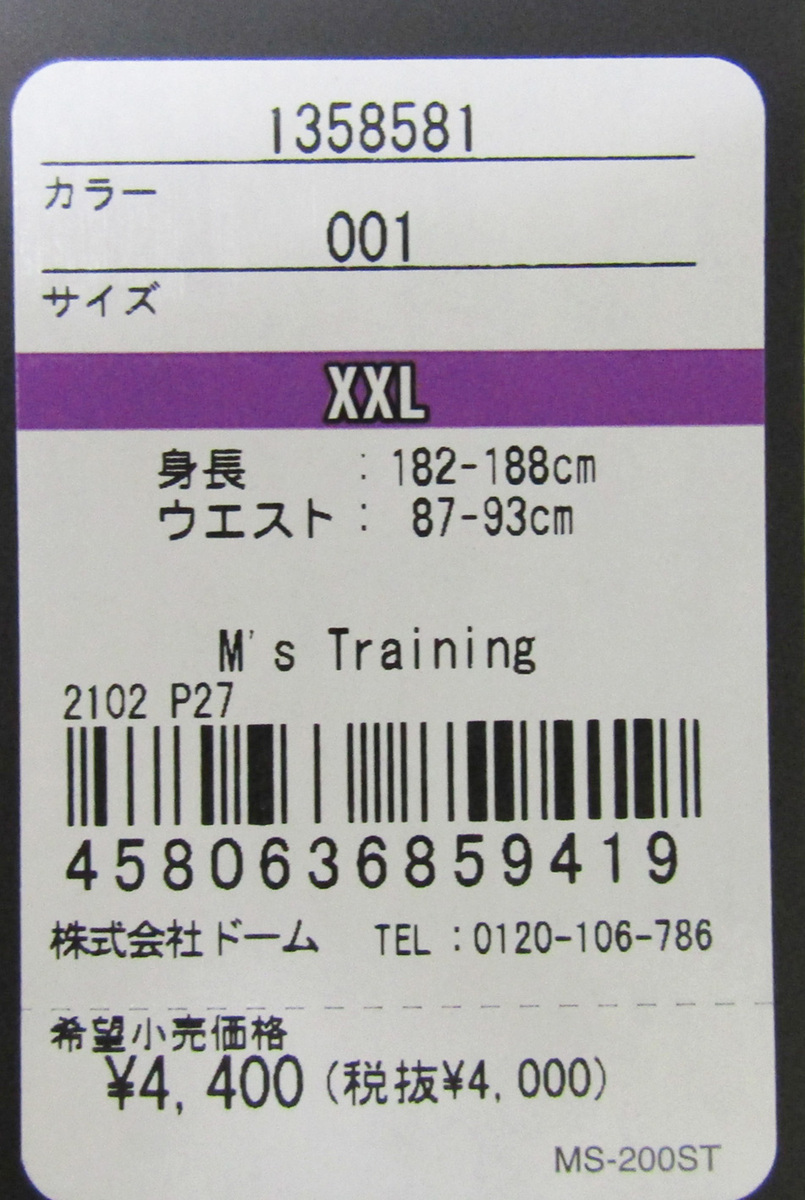 1358581
カラー
001
サイズ
XXL
身長 : 182-188cm
ウエスト : 87-93cm
M's Training
2102 P27
4580636859419
株式会社ドーム TEL:0120-106-786
希望小売価格
¥4,400(税抜¥4,000)
MS-200ST